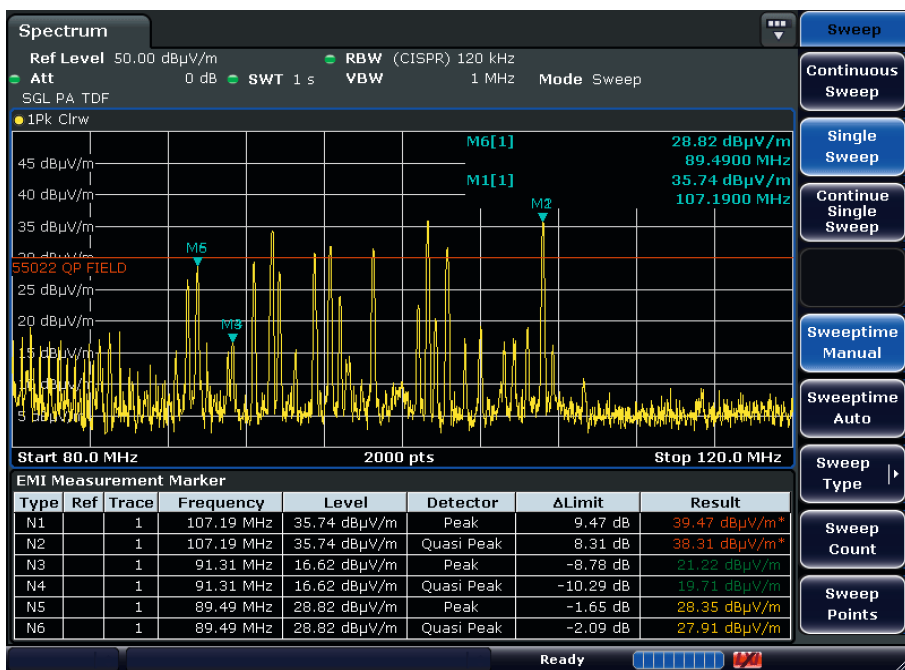 Spectrum
Ref Level 50.00 dBµV/m RBW (CISPR) 120 kHz
Att 0 dB SWT 1 s VBW 1 MHz Mode Sweep
SGL PA TDF
1Pk Clrw
M6[1] 28.82 dBµV/m
89.4900 MHz
M1[1] 35.74 dBµV/m
107.1900 MHz
45 dBµV/m
40 dBµV/m
35 dBµV/m
55022 QP FIELD
25 dBµV/m
20 dBµV/m
15 dBµV/m
Start 80.0 MHz 2000 pts Stop 120.0 MHz
EMI Measurement Marker
Type Ref Trace Frequency Level Detector ΔLimit Result
N1 1 107.19 MHz 35.74 dBµV/m Peak 9.47 dB 39.47 dBµV/m*
N2 1 107.19 MHz 35.74 dBµV/m Quasi Peak 8.31 dB 38.31 dBµV/m*
N3 1 91.31 MHz 16.62 dBµV/m Peak −8.78 dB 21.22 dBµV/m
N4 1 91.31 MHz 16.62 dBµV/m Quasi Peak −10.29 dB 19.71 dBµV/m
N5 1 89.49 MHz 28.82 dBµV/m Peak −1.65 dB 28.35 dBµV/m
N6 1 89.49 MHz 28.82 dBµV/m Quasi Peak −2.09 dB 27.91 dBµV/m
Ready
Sweep
Continuous
Sweep
Single
Sweep
Continue
Single
Sweep
Sweeptime
Manual
Sweeptime
Auto
Sweep
Type
Sweep
Count
Sweep
Points